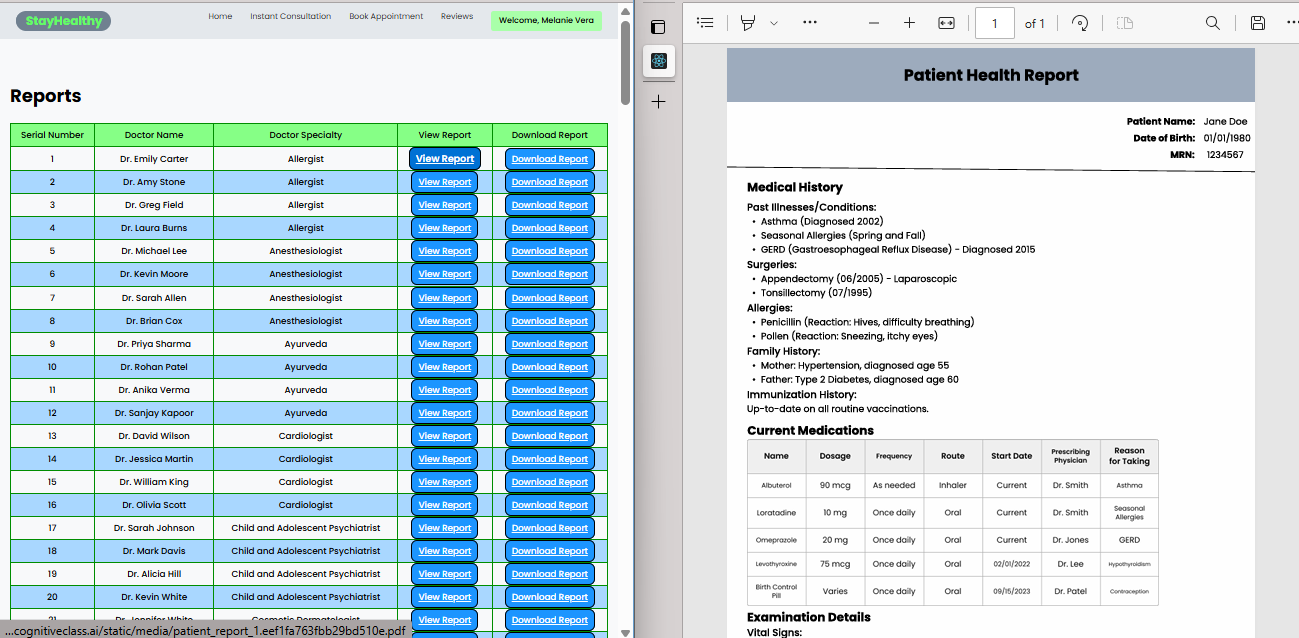 StayHealthy
Home Instant Consultation Book Appointment Reviews Welcome, Melanie Vera
Reports
Serial Number Doctor Name Doctor Specialty View Report Download Report
1 Dr. Emily Carter Allergist View Report Download Report
2 Dr. Amy Stone Allergist View Report Download Report
3 Dr. Greg Field Allergist View Report Download Report
4 Dr. Laura Burns Allergist View Report Download Report
5 Dr. Michael Lee Anesthesiologist View Report Download Report
6 Dr. Kevin Moore Anesthesiologist View Report Download Report
7 Dr. Sarah Allen Anesthesiologist View Report Download Report
8 Dr. Brian Cox Anesthesiologist View Report Download Report
9 Dr. Priya Sharma Ayurveda View Report Download Report
10 Dr. Rohan Patel Ayurveda View Report Download Report
11 Dr. Anika Verma Ayurveda View Report Download Report
12 Dr. Sanjay Kapoor Ayurveda View Report Download Report
13 Dr. David Wilson Cardiologist View Report Download Report
14 Dr. Jessica Martin Cardiologist View Report Download Report
15 Dr. William King Cardiologist View Report Download Report
16 Dr. Olivia Scott Cardiologist View Report Download Report
17 Dr. Sarah Johnson Child and Adolescent Psychiatrist View Report Download Report
18 Dr. Mark Davis Child and Adolescent Psychiatrist View Report Download Report
19 Dr. Alicia Hill Child and Adolescent Psychiatrist View Report Download Report
20 Dr. Kevin White Child and Adolescent Psychiatrist View Report Download Report
21 Dr. Jennifer White Cosmetic Dermatologist View Report Download Report
...cognitiveclass.ai/static/media/patient_report_1.eef1fa763fbb29bd510e.pdf
1 of 1
Patient Health Report
Patient Name: Jane Doe
Date of Birth: 01/01/1980
MRN: 1234567
Medical History
Past Illnesses/Conditions:
• Asthma (Diagnosed 2002)
• Seasonal Allergies (Spring and Fall)
• GERD (Gastroesophageal Reflux Disease) - Diagnosed 2015
Surgeries:
• Appendectomy (06/2005) - Laparoscopic
• Tonsillectomy (07/1995)
Allergies:
• Penicillin (Reaction: Hives, difficulty breathing)
• Pollen (Reaction: Sneezing, itchy eyes)
Family History:
• Mother: Hypertension, diagnosed age 55
• Father: Type 2 Diabetes, diagnosed age 60
Immunization History:
Up-to-date on all routine vaccinations.
Current Medications
Name Dosage Frequency Route Start Date Prescribing Physician Reason for Taking
Albuterol 90 mcg As needed Inhaler Current Dr. Smith Asthma
Loratadine 10 mg Once daily Oral Current Dr. Smith Seasonal Allergies
Omeprazole 20 mg Once daily Oral Current Dr. Jones GERD
Levothyroxine 75 mcg Once daily Oral 02/01/2022 Dr. Lee Hypothyroidism
Birth Control Pill Varies Once daily Oral 09/15/2023 Dr. Patel Contraception
Examination Details
Vital Signs: